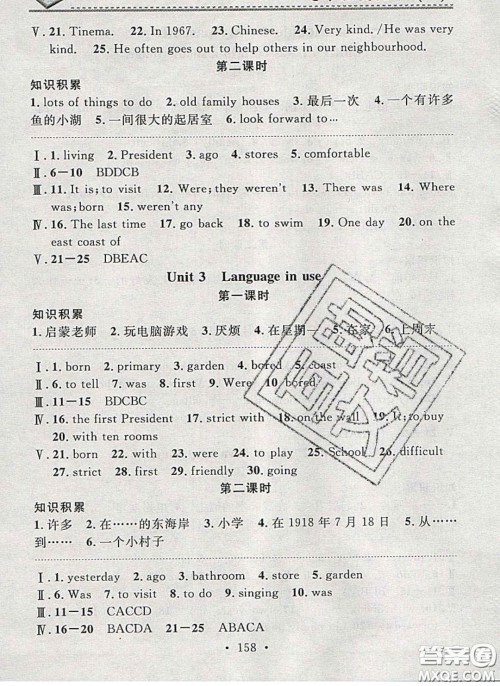 Ⅴ. 21. Tinema. 22. In 1967. 23. Chinese. 24. Very kind./He was very
kind. 25. He often goes out to help others in our neighbourhood.
第二课时
知识积累
1. lots of things to do 2. old family houses 3. 最后一次 4. 一个有许多
鱼的小湖 5. 一间很大的起居室 6. look forward to…
Ⅰ. 1. living 2. President 3. ago 4. stores 5. comfortable
Ⅱ. 6—10 BDDCB
Ⅲ. 11. It is; to visit 12. Were; they weren't 13. There was 14. Where
was; born 15. weren't any
Ⅳ. 16. The last time 17. go back 18. to swim 19. One day 20. on the
east coast of
Ⅴ. 21—25 DBEAC
Unit 3 Language in use
第一课时
知识积累
1. 启蒙老师 2. 玩电脑游戏 3. 厌烦 4. 在星期一 5. 在家 6. 上周末
Ⅰ. 1. born 2. primary 3. garden 4. bored 5. difficult
Ⅱ. 6. to tell 7. was 8. first 9. Were 10. bored
Ⅲ. 11—15 BDCBC
Ⅳ. 16. the first President 17. strict with 18. on the wall 19. It; to buy
20. with ten rooms
Ⅴ. 21. born 22. with 23. were 24. to play 25. School 26. difficult
27. strict 28. first 29. friendly 30. going
第二课时
知识积累
1. 许多 2. 在……的东海岸 3. 小学 4. 在 1918 年 7 月 18 日 5. 从……
到…… 6. 一个小村子
Ⅰ. 1. yesterday 2. ago 3. bathroom 4. store 5. garden
Ⅱ. 6. Was 7. to visit 8. to do 9. singing 10. was
Ⅲ. 11—15 CACCD
Ⅳ. 16—20 BACDA 21—25 ABACA
· 158 ·
答案圈
MXQE.COM